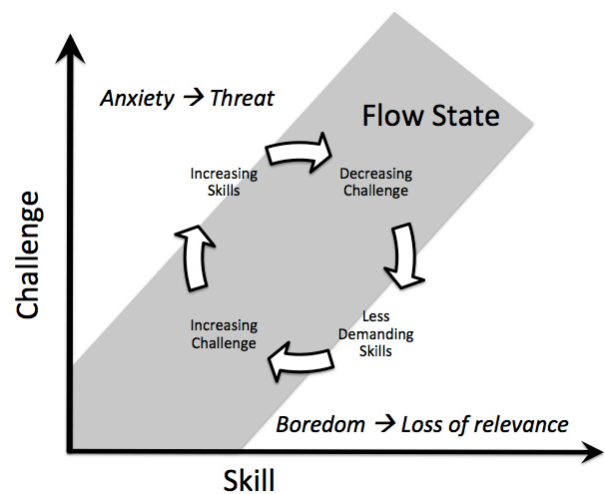 Anxiety → Threat
Flow State
Increasing
Skills
Decreasing
Challenge
Challenge
Increasing
Challenge
Less
Demanding
Skills
Boredom → Loss of relevance
Skill